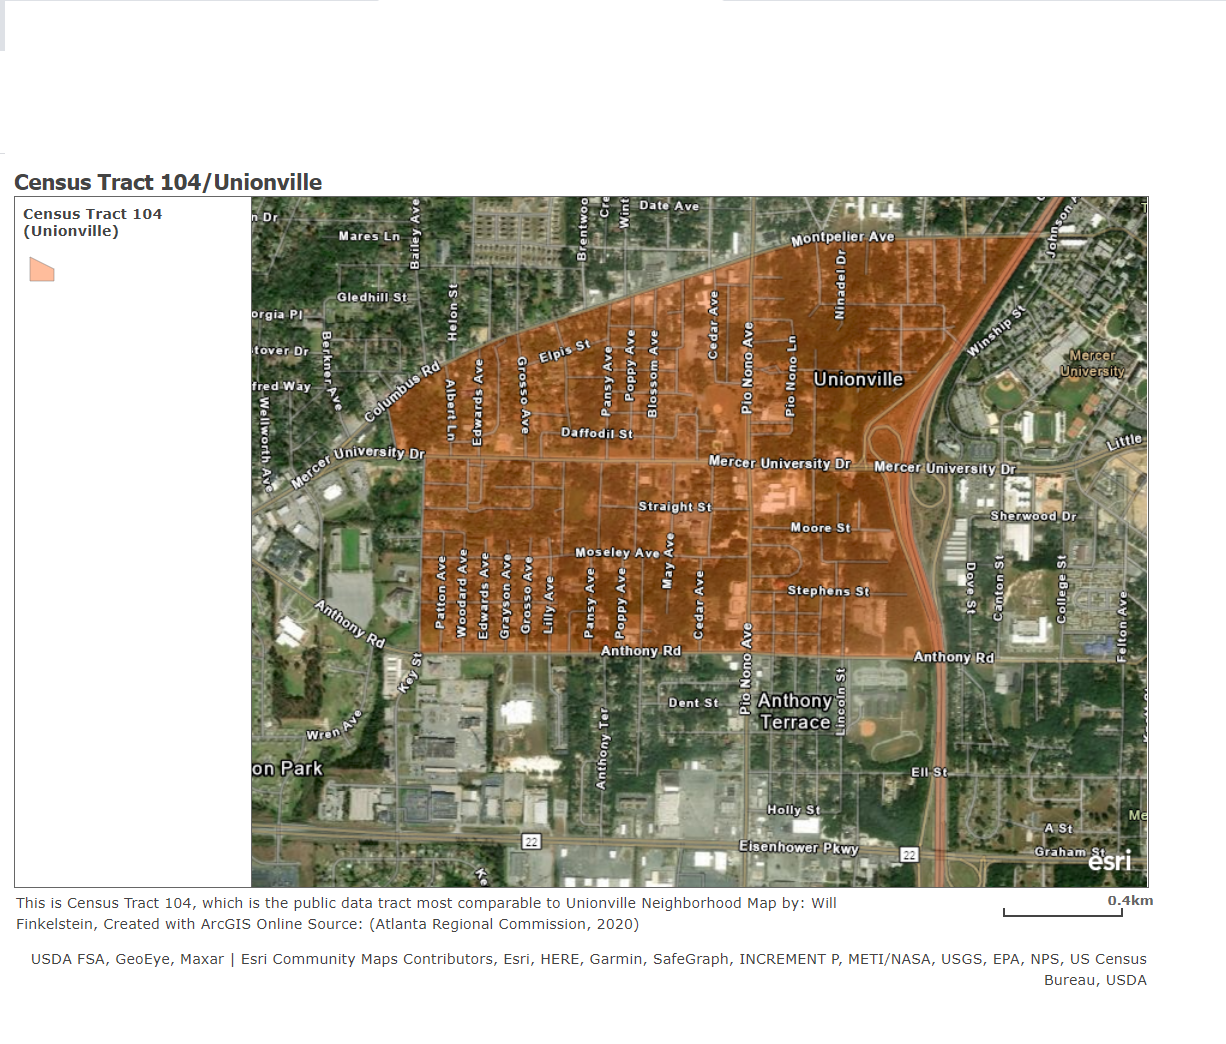 Census Tract 104/Unionville
Census Tract 104
(Unionville)
n Dr
Mares Ln
Bailey Ave
Brentwoo
Cre
Wint
Date Ave
Montpelier Ave
Johnson A
Gledhill St
Helon St
orgia Pl
tover Dr
fred Way
Berkner Ave
Wellworth Ave
Columbus Rd
Albert Ln
Edwards Ave
Grosso Ave
Elpis St
Pansy Ave
Poppy Ave
Blossom Ave
Cedar Ave
Pio Nono Ave
Pio Nono Ln
Ninadel Dr
Winship St
Mercer
University
Unionville
Daffodil St
Mercer University Dr
Mercer University Dr
Mercer University Dr
Little
Straight St
Moore St
Sherwood Dr
Moseley Ave
May Ave
Patton Ave
Woodard Ave
Edwards Ave
Grayson Ave
Grosso Ave
Lilly Ave
Pansy Ave
Poppy Ave
Cedar Ave
Stephens St
Dove St
Canton St
College St
Felton-Ave
Anthony Rd
Anthony Rd
Anthony Rd
Key St
Pio Nono Ave
Dent St
Anthony
Terrace
Lincoln St
Wren Ave
Anthony Ter
on Park
Ell St
Holly St
Me
A St
22
Eisenhower Pkwy
22
Graham St
esri
Ke
This is Census Tract 104, which is the public data tract most comparable to Unionville Neighborhood Map by: Will
Finkelstein, Created with ArcGIS Online Source: (Atlanta Regional Commission, 2020)
0.4km
USDA FSA, GeoEye, Maxar | Esri Community Maps Contributors, Esri, HERE, Garmin, SafeGraph, INCREMENT P, METI/NASA, USGS, EPA, NPS, US Census
Bureau, USDA